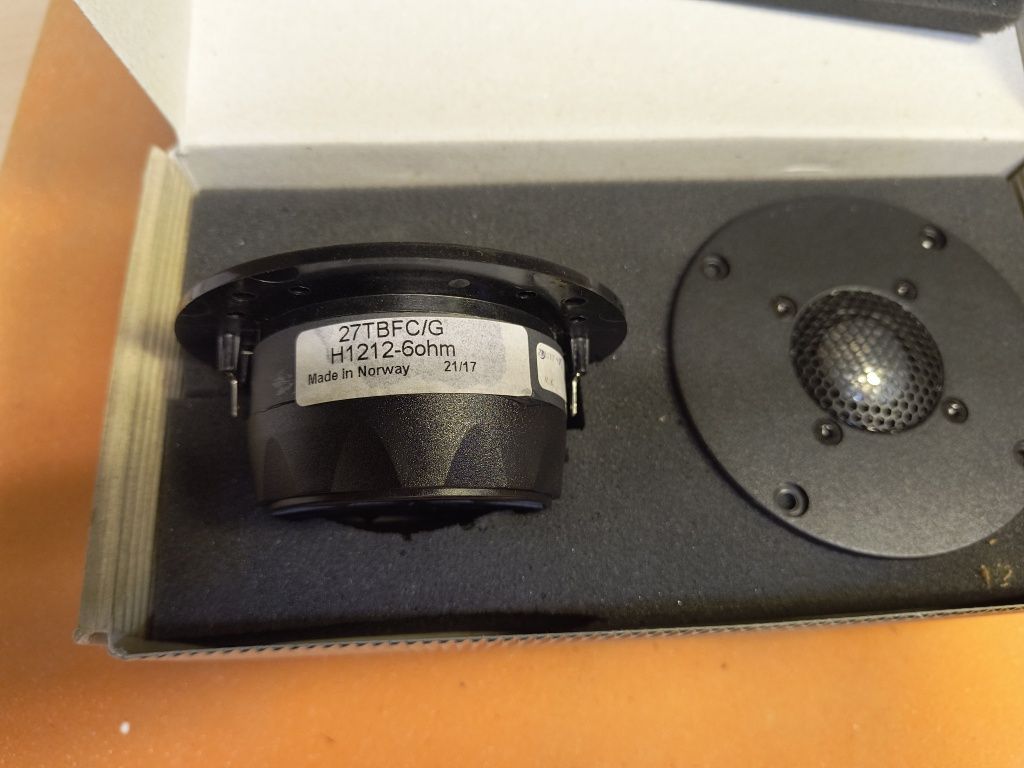 27TBFC/G
H1212-6ohm
Made in Norway 21/17